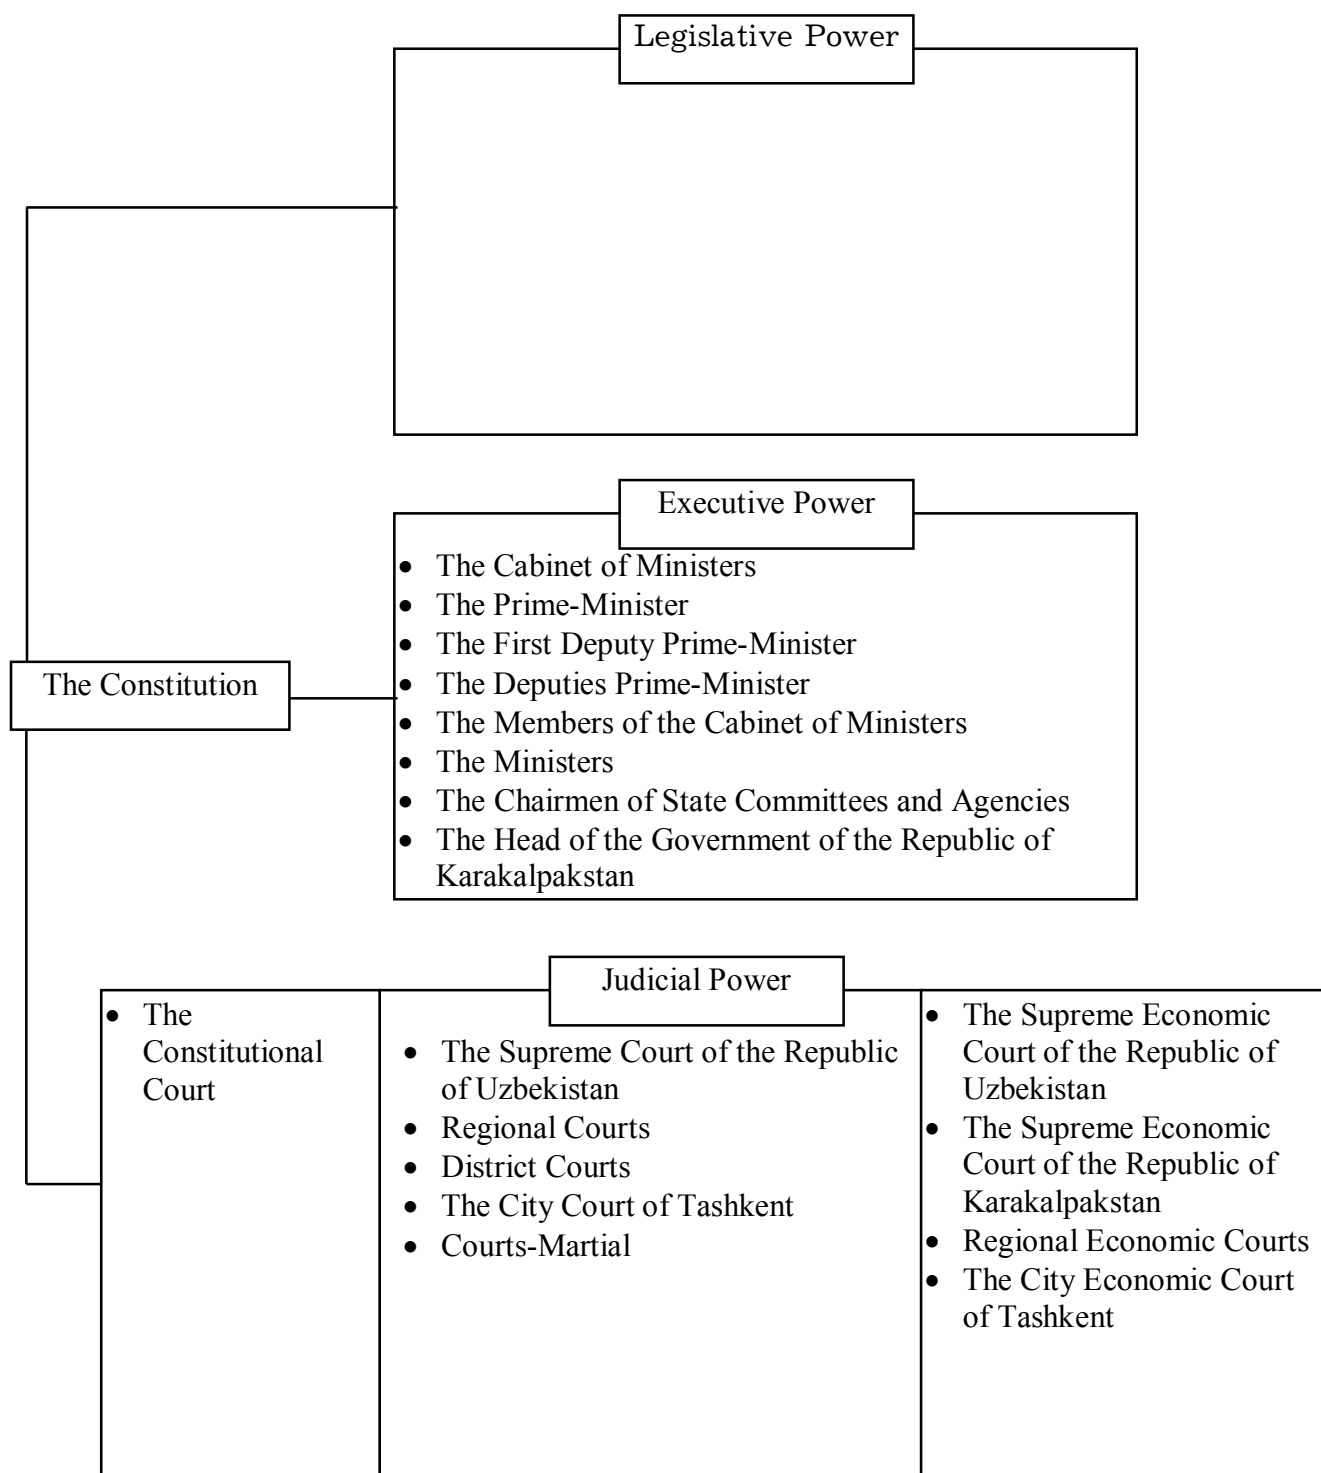 Legislative Power
Executive Power
• The Cabinet of Ministers
• The Prime-Minister
• The First Deputy Prime-Minister
• The Deputies Prime-Minister
• The Members of the Cabinet of Ministers
• The Ministers
• The Chairmen of State Committees and Agencies
• The Head of the Government of the Republic of
Karakalpakstan
The Constitution
Judicial Power
• The
Constitutional
Court
• The Supreme Court of the Republic
of Uzbekistan
• Regional Courts
• District Courts
• The City Court of Tashkent
• Courts-Martial
• The Supreme Economic
Court of the Republic of
Uzbekistan
• The Supreme Economic
Court of the Republic of
Karakalpakstan
• Regional Economic Courts
• The City Economic Court
of Tashkent